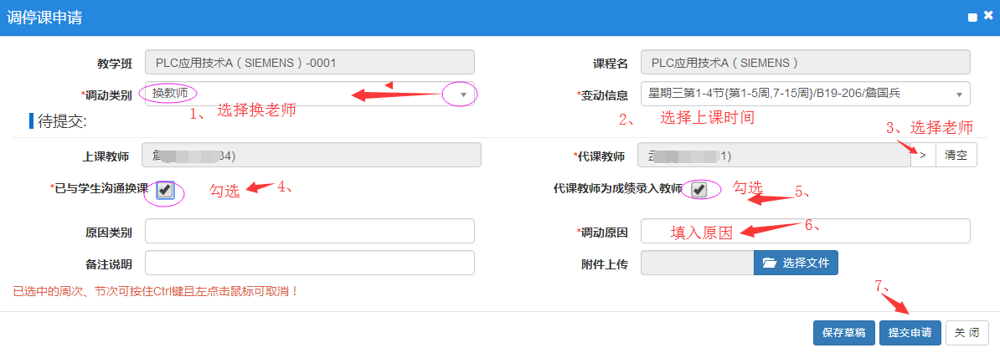 调停课申请
教学班 PLC应用技术A（SIEMENS）-0001 课程名 PLC应用技术A（SIEMENS）
*调动类别 换教师 *变动信息 星期三第1-4节{第1-5周,7-15周}/B19-206/詹国兵
1、选择换老师 2、选择上课时间
待提交:
3、选择老师
上课教师 34) *代课教师 1) > 清空
*已与学生沟通换课 勾选 4、 代课教师为成绩录入教师 勾选 5、
原因类别 *调动原因 填入原因 6、
备注说明 附件上传 选择文件
已选中的周次、节次可按住Ctrl键且左点击鼠标可取消！
7、
保存草稿 提交申请 关 闭